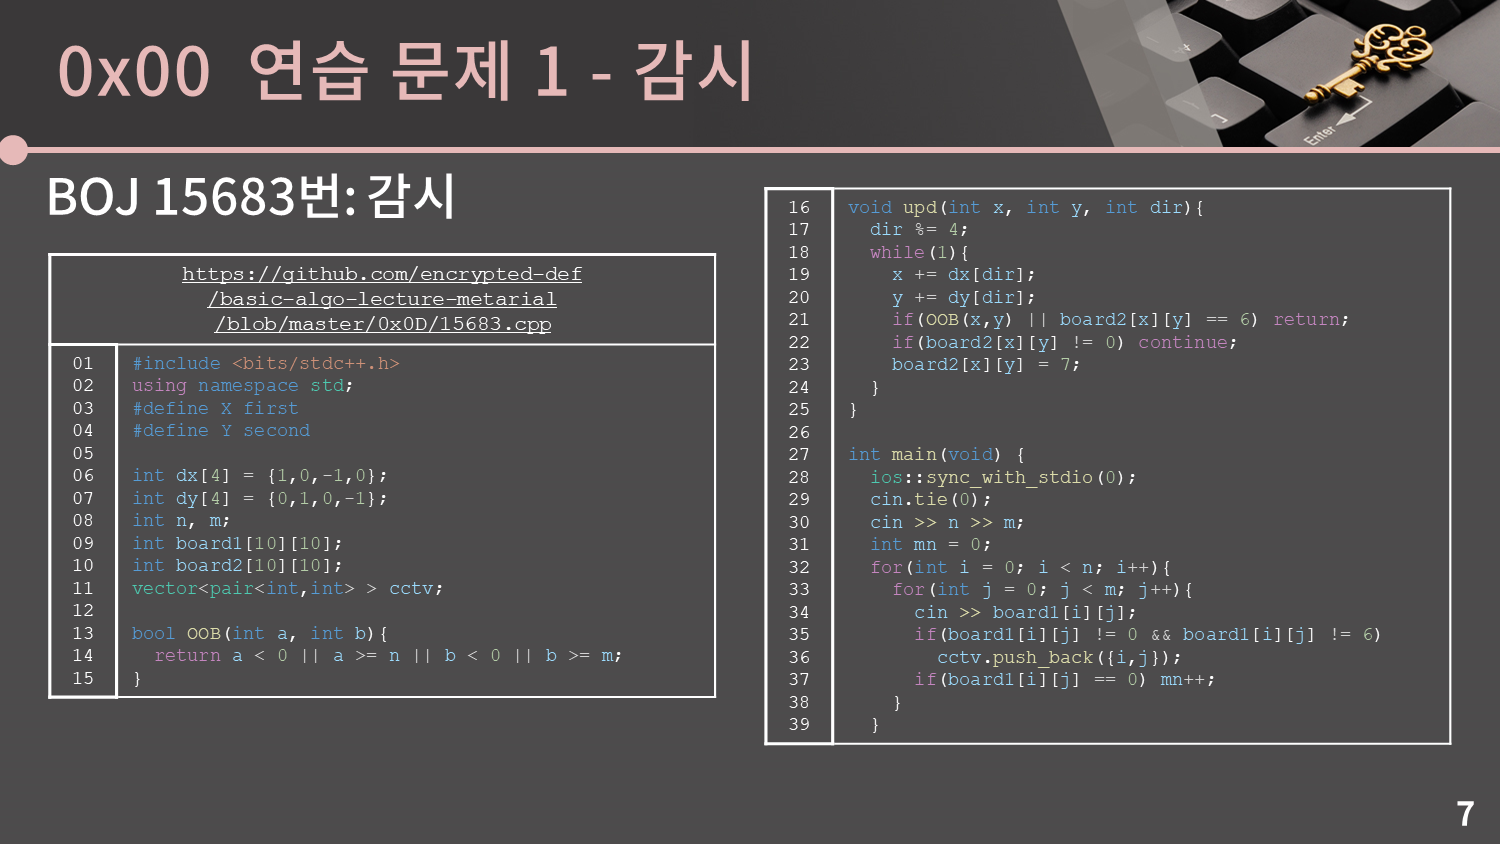 0x00 연습 문제 1 - 감시
BOJ 15683번: 감시
https://github.com/encrypted-def
/basic-algo-lecture-metarial
/blob/master/0x0D/15683.cpp
01 #include <bits/stdc++.h>
02 using namespace std;
03 #define X first
04 #define Y second
05
06 int dx[4] = {1,0,-1,0};
07 int dy[4] = {0,1,0,-1};
08 int n, m;
09 int board1[10][10];
10 int board2[10][10];
11 vector<pair<int,int> > cctv;
12
13 bool OOB(int a, int b){
14   return a < 0 || a >= n || b < 0 || b >= m;
15 }
16 void upd(int x, int y, int dir){
17   dir %= 4;
18   while(1){
19     x += dx[dir];
20     y += dy[dir];
21     if(OOB(x,y) || board2[x][y] == 6) return;
22     if(board2[x][y] != 0) continue;
23     board2[x][y] = 7;
24   }
25 }
26
27 int main(void) {
28   ios::sync_with_stdio(0);
29   cin.tie(0);
30   cin >> n >> m;
31   int mn = 0;
32   for(int i = 0; i < n; i++){
33     for(int j = 0; j < m; j++){
34       cin >> board1[i][j];
35       if(board1[i][j] != 0 && board1[i][j] != 6)
36         cctv.push_back({i,j});
37       if(board1[i][j] == 0) mn++;
38     }
39   }
Enter
7